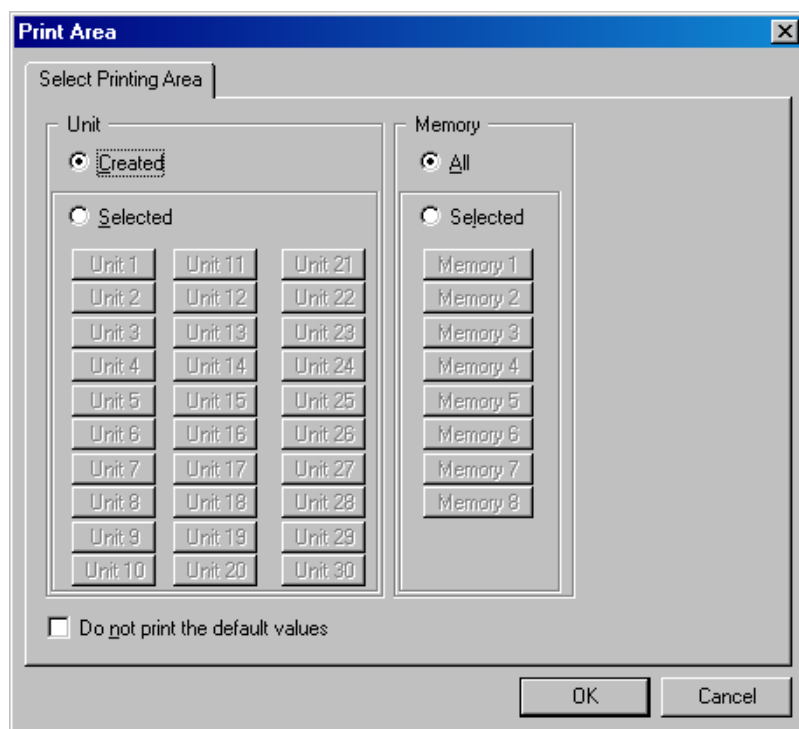 Print Area
Select Printing Area
Unit
Created
Selected
Unit 1 Unit 11 Unit 21
Unit 2 Unit 12 Unit 22
Unit 3 Unit 13 Unit 23
Unit 4 Unit 14 Unit 24
Unit 5 Unit 15 Unit 25
Unit 6 Unit 16 Unit 26
Unit 7 Unit 17 Unit 27
Unit 8 Unit 18 Unit 28
Unit 9 Unit 19 Unit 29
Unit 10 Unit 20 Unit 30
Memory
All
Selected
Memory 1
Memory 2
Memory 3
Memory 4
Memory 5
Memory 6
Memory 7
Memory 8
Do not print the default values
OK Cancel